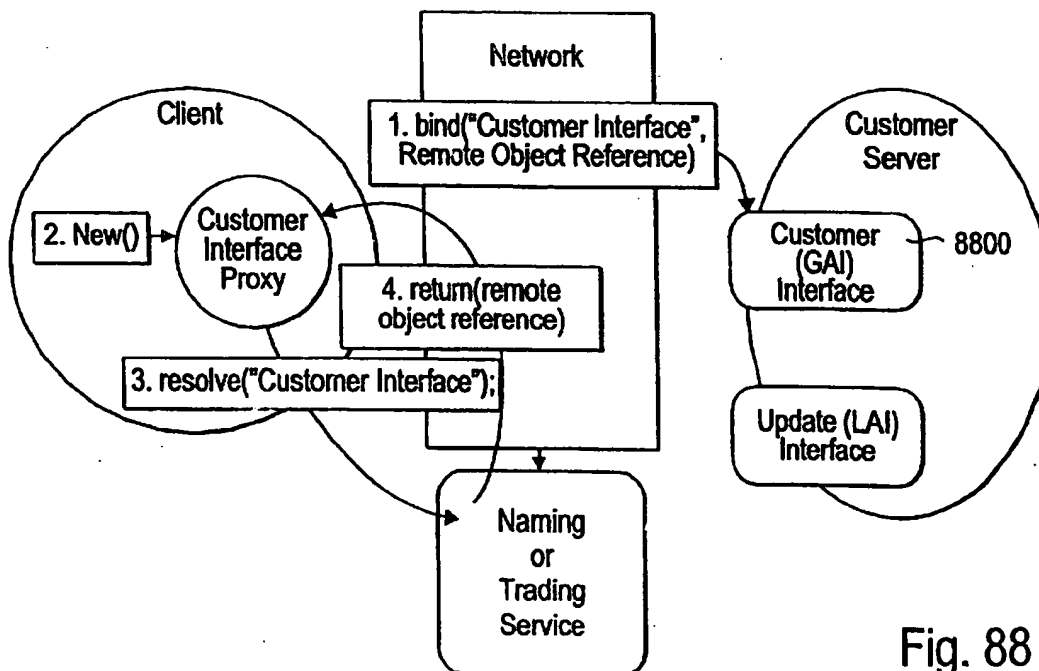 Network
Client
1. bind("Customer Interface",
Remote Object Reference)
Customer
Server
2. New()
Customer
Interface
Proxy
Customer
(GAI)
Interface
8800
4. return(remote
object reference)
3. resolve("Customer Interface");
Update (LAI)
Interface
Naming
or
Trading
Service
Fig. 88